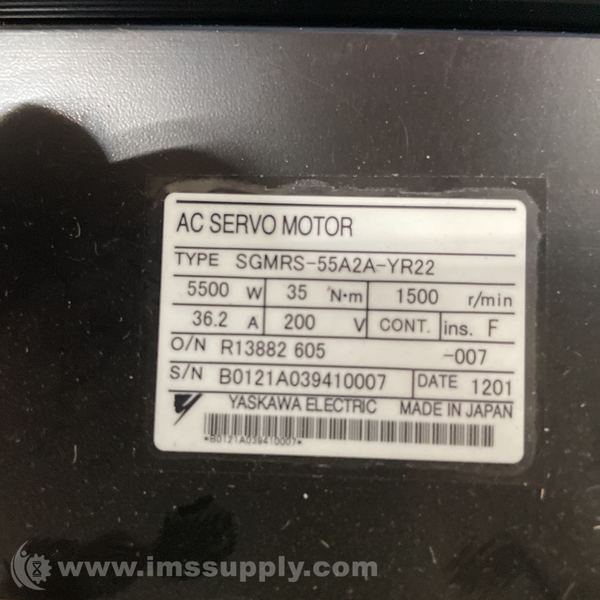 AC SERVO MOTOR
TYPE SGMRS-55A2A-YR22
5500 W 35 N·m 1500 r/min
36.2 A 200 V CONT. ins. F
O/N R13882 605 -007
S/N B0121A039410007 DATE 1201
YASKAWA ELECTRIC MADE IN JAPAN
*B0121A039410007*
www.imssupply.com